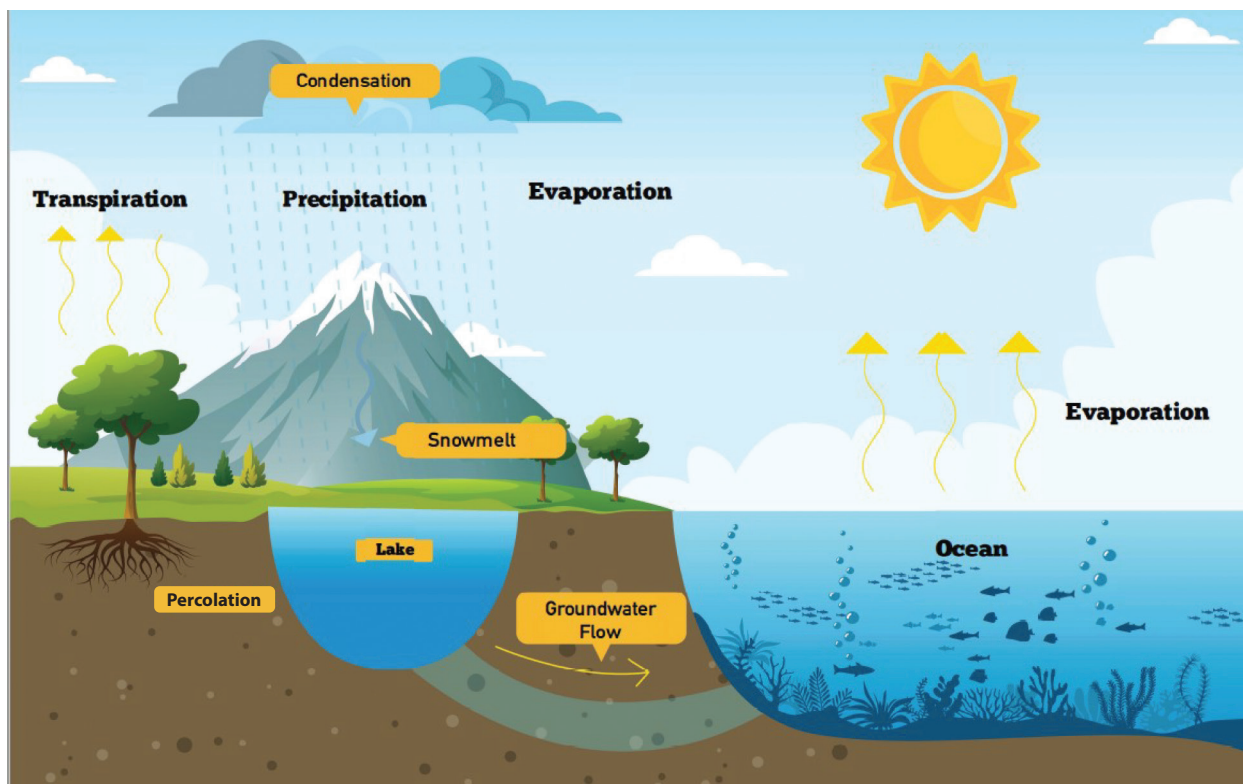 Condensation
Transpiration
Precipitation
Evaporation
Evaporation
Snowmelt
Lake
Ocean
Percolation
Groundwater
Flow